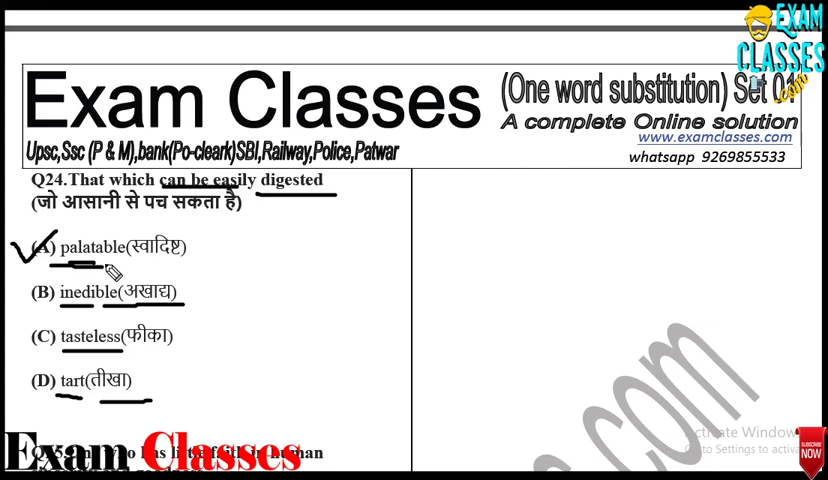 EXAM
CLASSES
.com
Exam Classes
(One word substitution) Set 01
A complete Online solution
www.examclasses.com
Upsc,Ssc (P & M),bank(Po-cleark)SBI,Railway,Police,Patwar
whatsapp 9269855533
Q24.That which can be easily digested
(जो आसानी से पच सकता है)
(A) palatable(स्वादिष्ट)
(B) inedible(अखाद्य)
(C) tasteless(फीका)
(D) tart(तीखा)
Exam Classes
human
.com
SUBSCRIBE
NOW